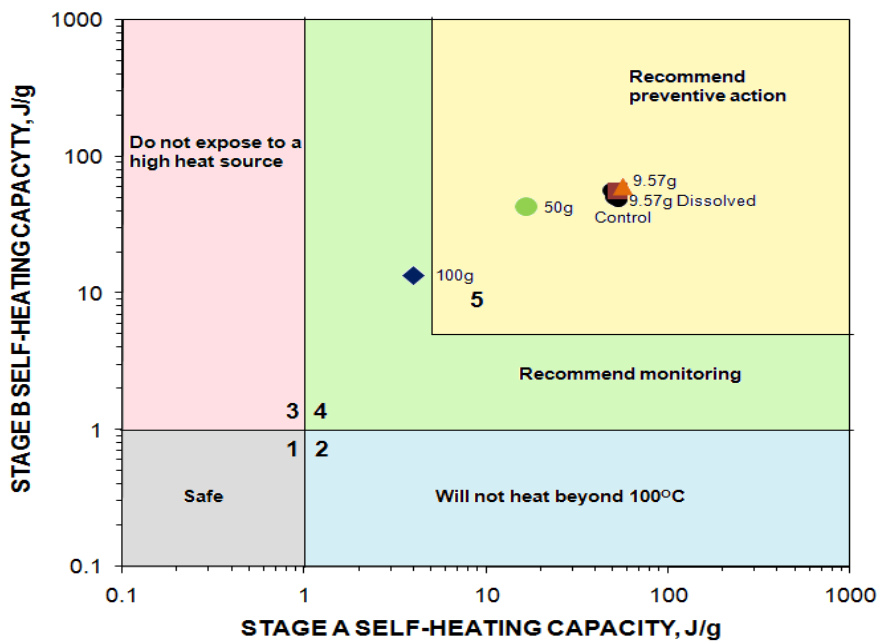 1000
100
10
1
0.1
STAGE B SELF-HEATING CAPACYTY, J/g
Do not expose to a
high heat source
Recommend
preventive action
9.57g
9.57g Dissolved
Control
50g
100g
5
Recommend monitoring
3 4
1 2
Safe
Will not heat beyond 100OC
0.1
1
10
100
1000
STAGE A SELF-HEATING CAPACITY, J/g